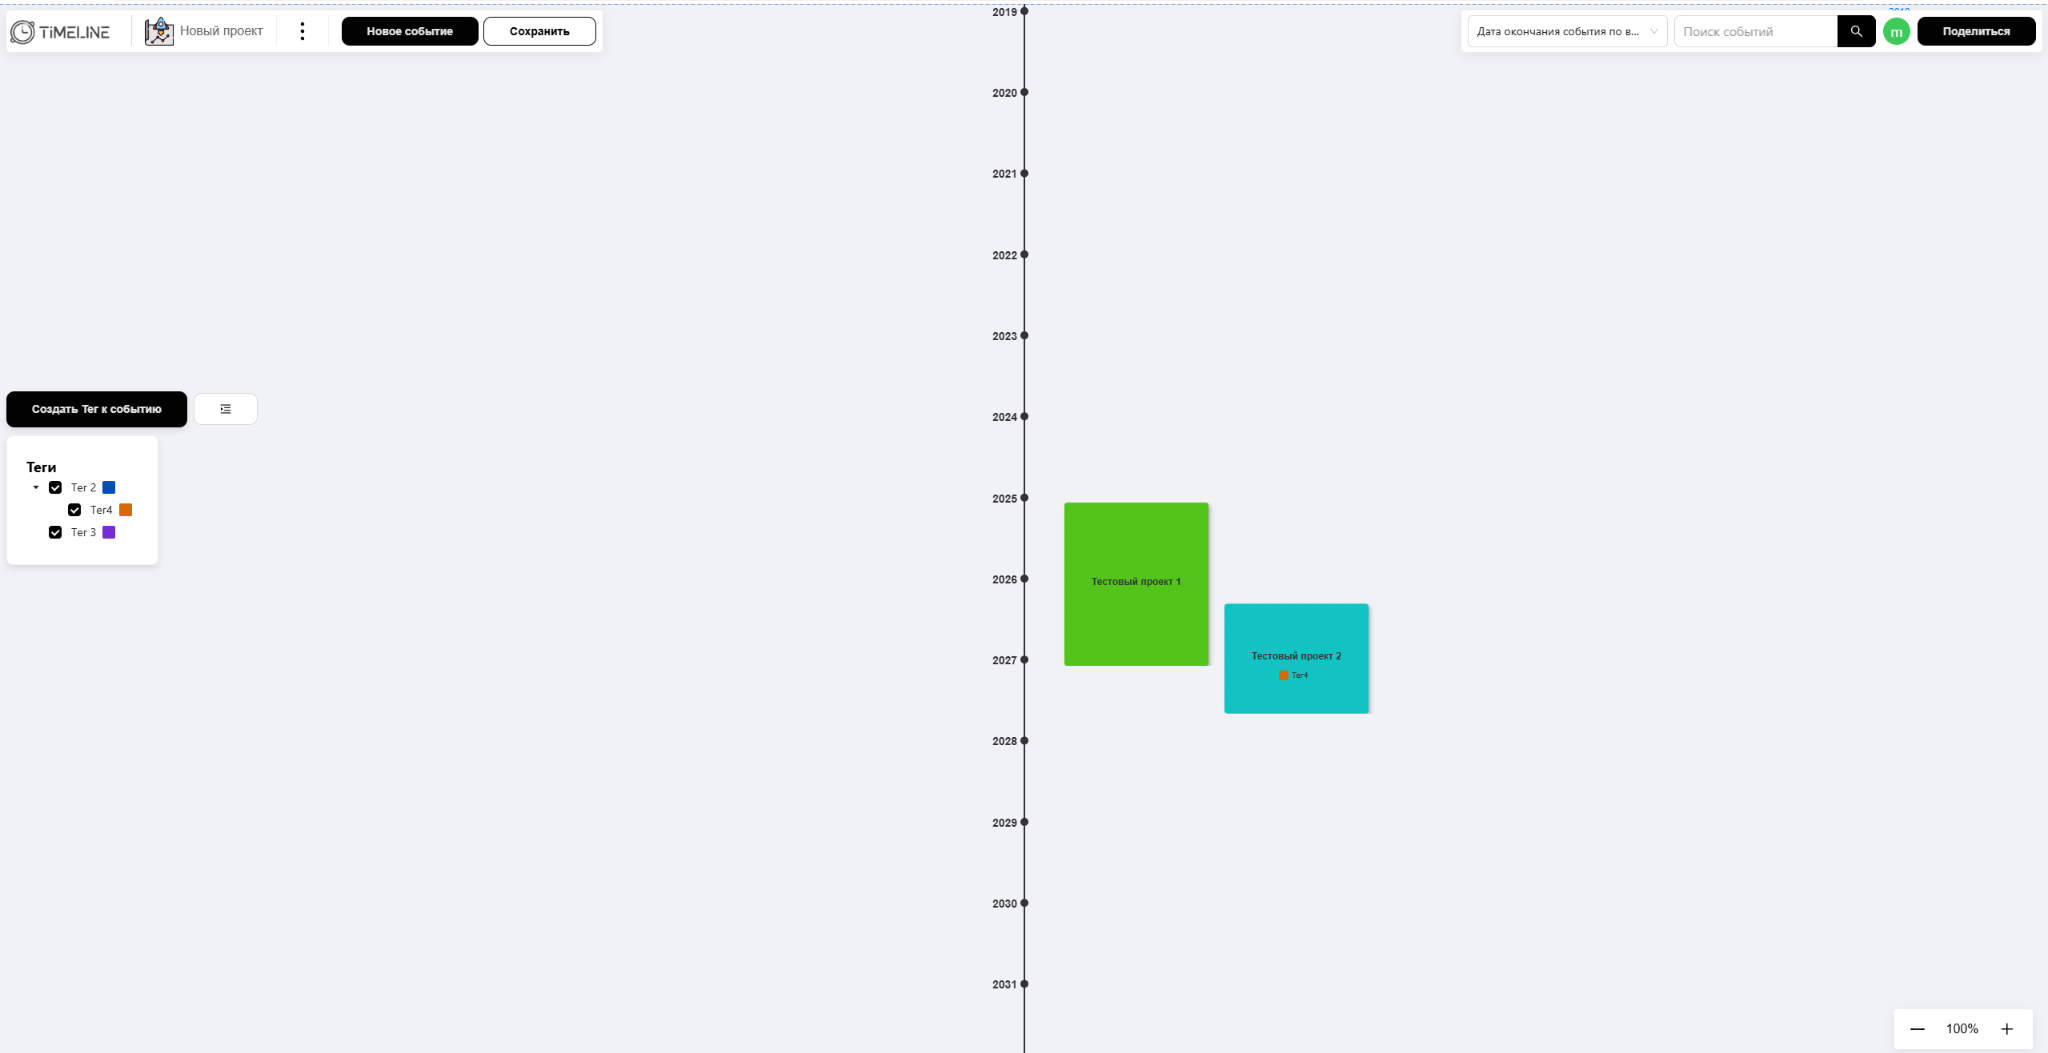 TIMELINE
Новый проект
Новое событие
Сохранить
Дата окончания события по в...
Поиск событий
m
Поделиться
2019
2020
2021
2022
2023
2024
Создать Тег к событию
Теги
Тег 2
Тег4
Тег 3
2025
2026
Тестовый проект 1
2027
Тестовый проект 2
Тег4
2028
2029
2030
2031
100%